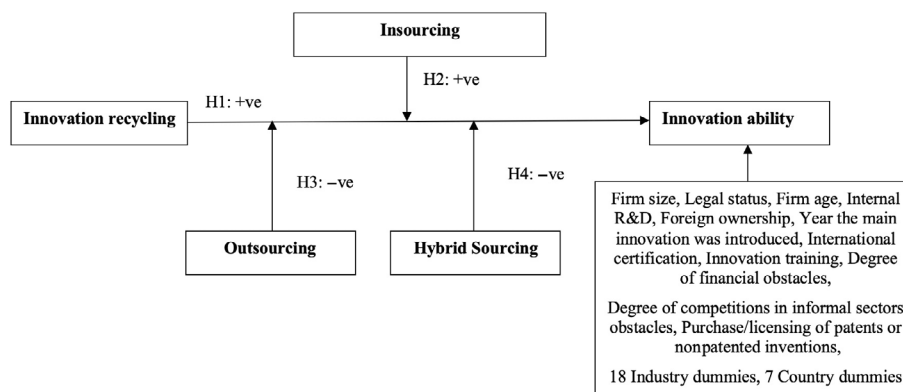 Insourcing
H2: +ve
H1: +ve
Innovation recycling
Innovation ability
H3: –ve
H4: –ve
Outsourcing
Hybrid Sourcing
Firm size, Legal status, Firm age, Internal
R&D, Foreign ownership, Year the main
innovation was introduced, International
certification, Innovation training, Degree
of financial obstacles,
Degree of competitions in informal sectors
obstacles, Purchase/licensing of patents or
nonpatented inventions,
18 Industry dummies, 7 Country dummies